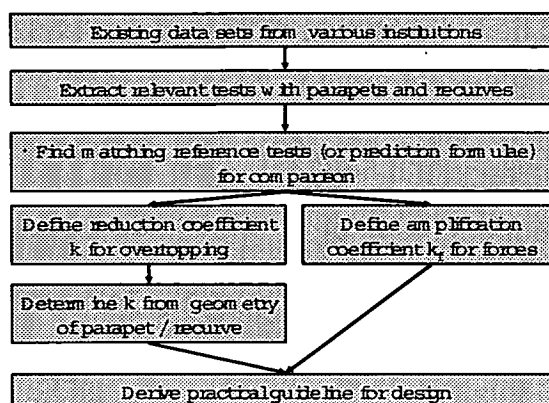 Existing data sets from various institutions
Extract relevant tests with parapets and recurves
Find matching reference tests (or prediction formulae)
for comparison
Define reduction coefficient
k for overtopping
Define amplification
coefficient kf for forces
Determine k from geometry
of parapet / recurve
Derive practical guideline for design